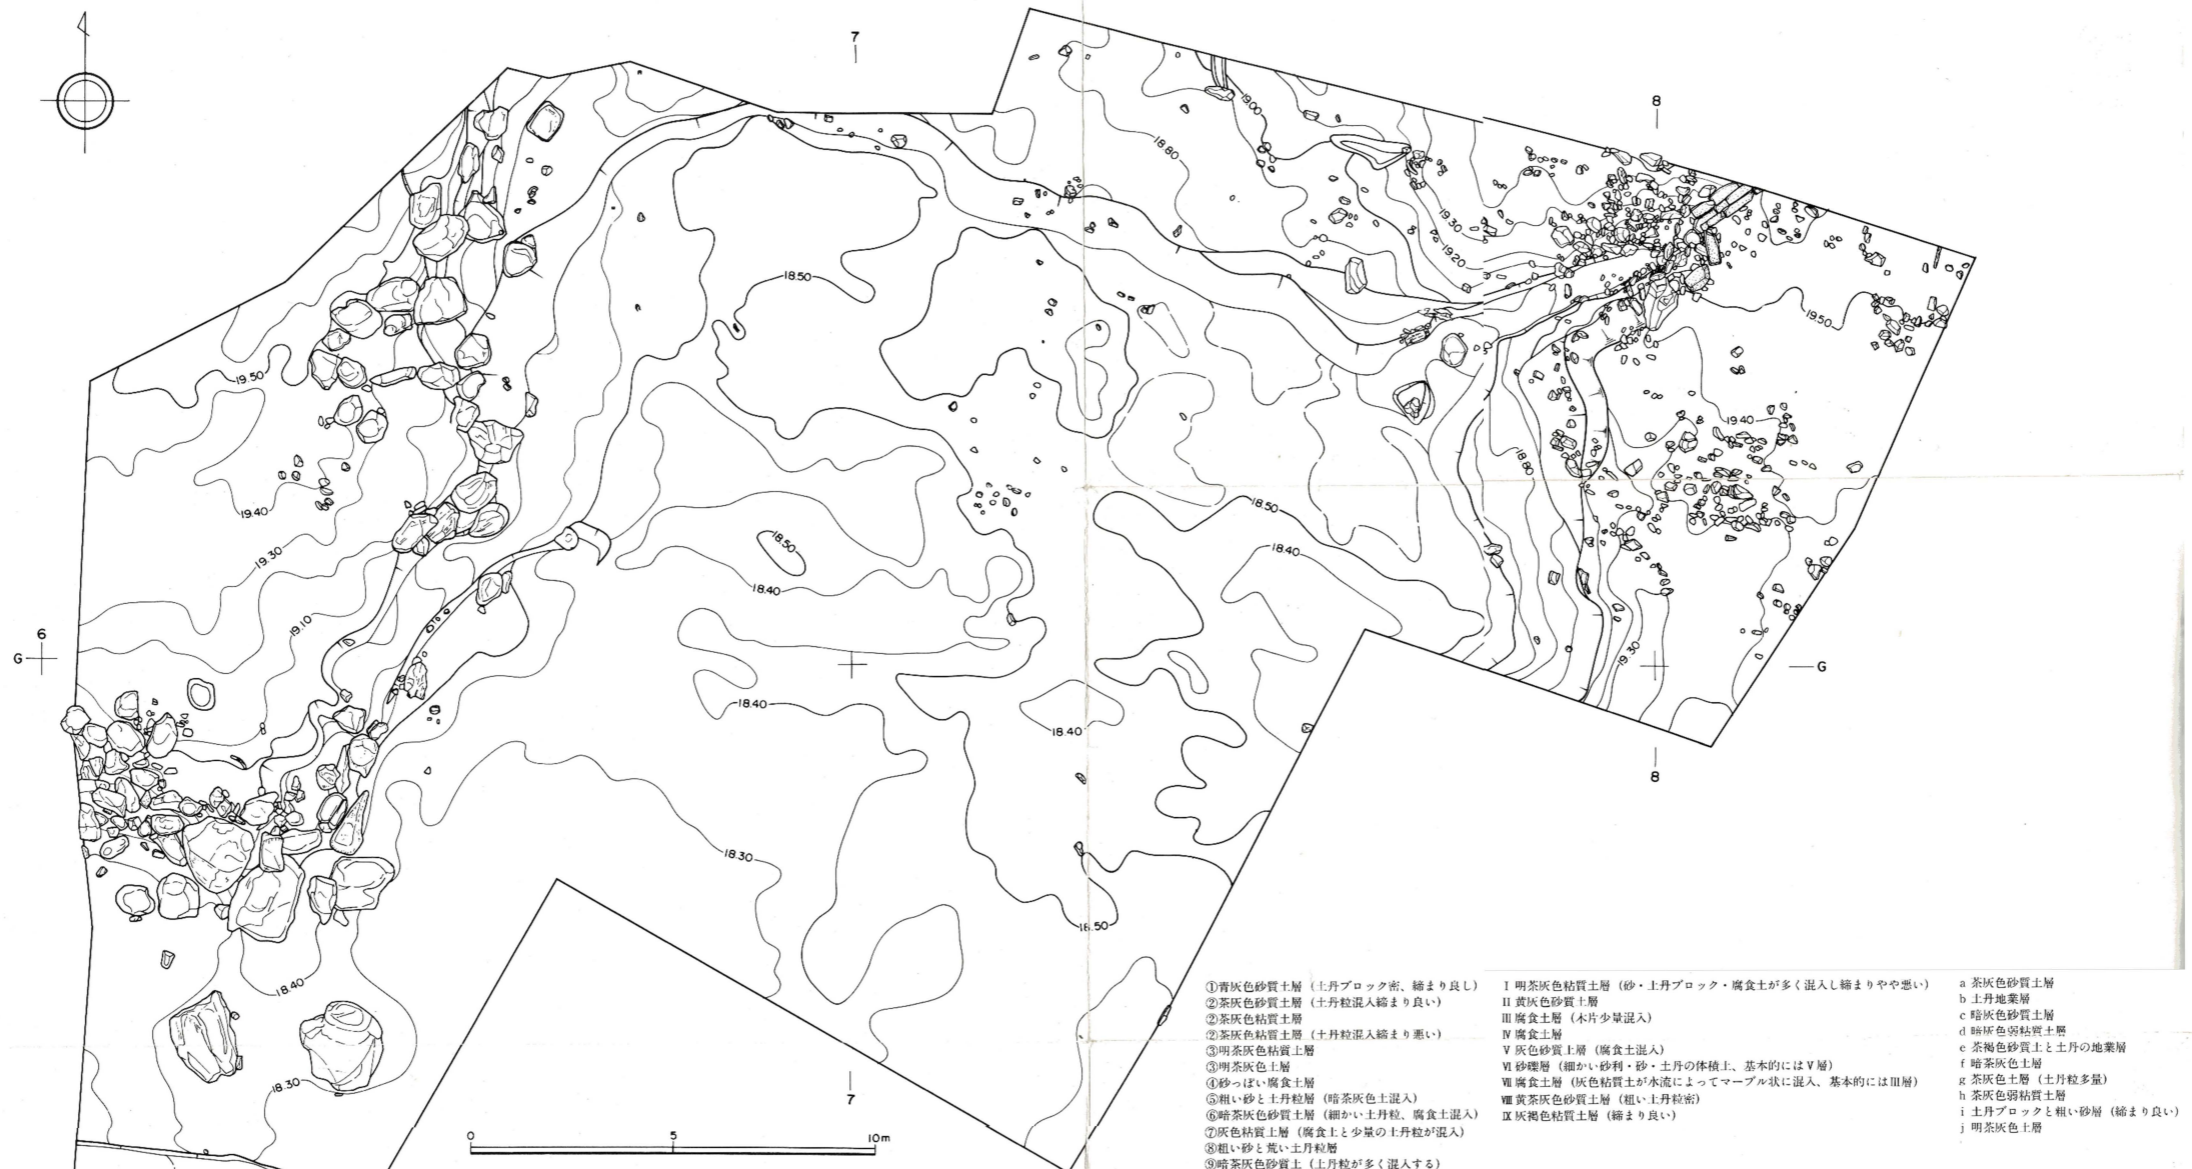 7
8
19.00
18.80
19.30
19.20
18.50
19.50
19.50
19.40
19.40
18.80
19.30
18.50
18.50
18.40
18.40
19.10
6
G
G
19.30
18.40
18.40
8
18.30
18.50
18.40
18.30
7
0 5 10m
①青灰色砂質土層（土丹ブロック密、締まり良し）
②茶灰色砂質土層（土丹粒混入締まり良い）
②茶灰色粘質土層
②茶灰色粘質土層（土丹粒混入締まり悪い）
③明茶灰色粘質土層
③明茶灰色土層
④砂っぽい腐食土層
⑤粗い砂と土丹粒層（暗茶灰色土混入）
⑥暗茶灰色砂質土層（細かい土丹粒、腐食土混入）
⑦灰色粘質土層（腐食土と少量の土丹粒が混入）
⑧粗い砂と荒い土丹粒層
⑨暗茶灰色砂質土（土丹粒が多く混入する）
Ⅰ 明茶灰色粘質土層（砂・土丹ブロック・腐食土が多く混入し締まりやや悪い）
Ⅱ 黄灰色砂質土層
Ⅲ 腐食土層（木片少量混入）
Ⅳ 腐食土層
Ⅴ 灰色砂質土層（腐食土混入）
Ⅵ 砂礫層（細かい砂利・砂・土丹の体積土、基本的にはⅤ層）
Ⅶ 腐食土層（灰色粘質土が水流によってマーブル状に混入、基本的にはⅢ層）
Ⅷ 黄茶灰色砂質土層（粗い土丹粒密）
Ⅸ 灰褐色粘質土層（締まり良い）
a 茶灰色砂質土層
b 土丹地業層
c 暗灰色砂質土層
d 暗灰色弱粘質土層
e 茶褐色砂質土と土丹の地業層
f 暗茶灰色土層
g 茶灰色土層（土丹粒多量）
h 茶灰色弱粘質土層
i 土丹ブロックと粗い砂層（締まり良い）
j 明茶灰色土層